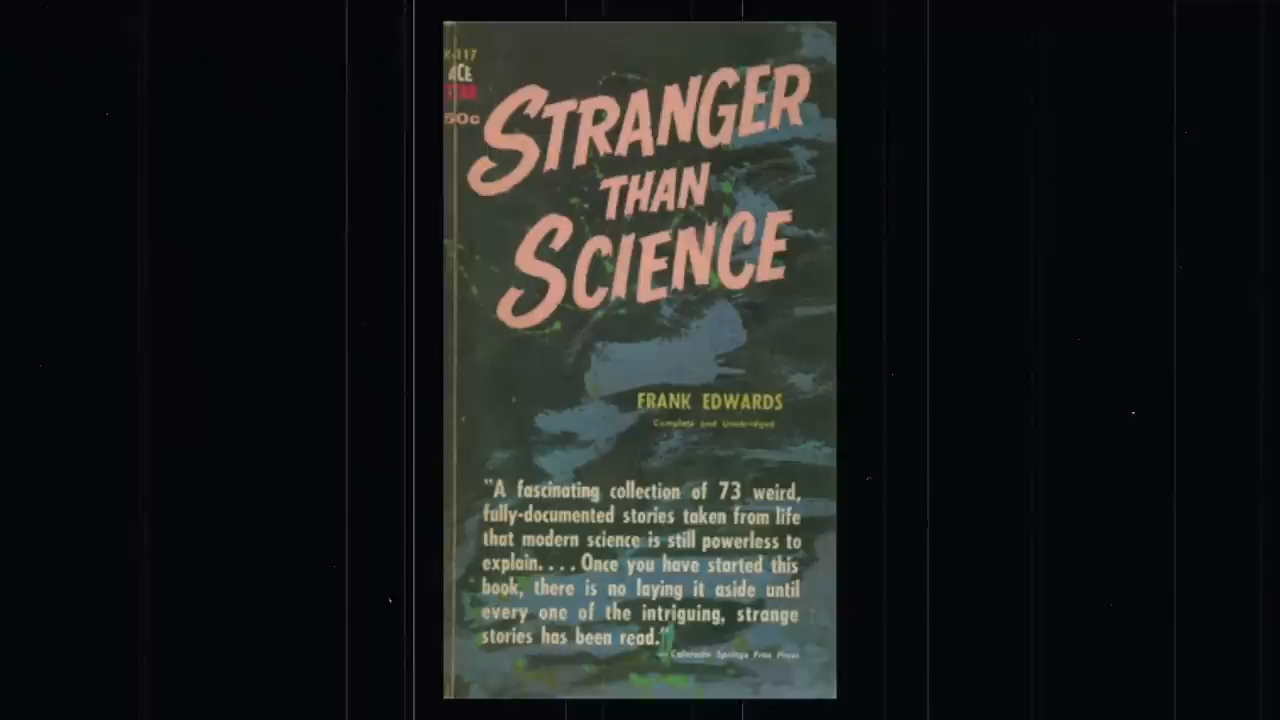 K-117
ACE
STAR
50c
STRANGER
THAN
SCIENCE
FRANK EDWARDS
Complete and Unabridged
"A fascinating collection of 73 weird,
fully-documented stories taken from life
that modern science is still powerless to
explain.... Once you have started this
book, there is no laying it aside until
every one of the intriguing, strange
stories has been read."
— Colorado Springs Free Press